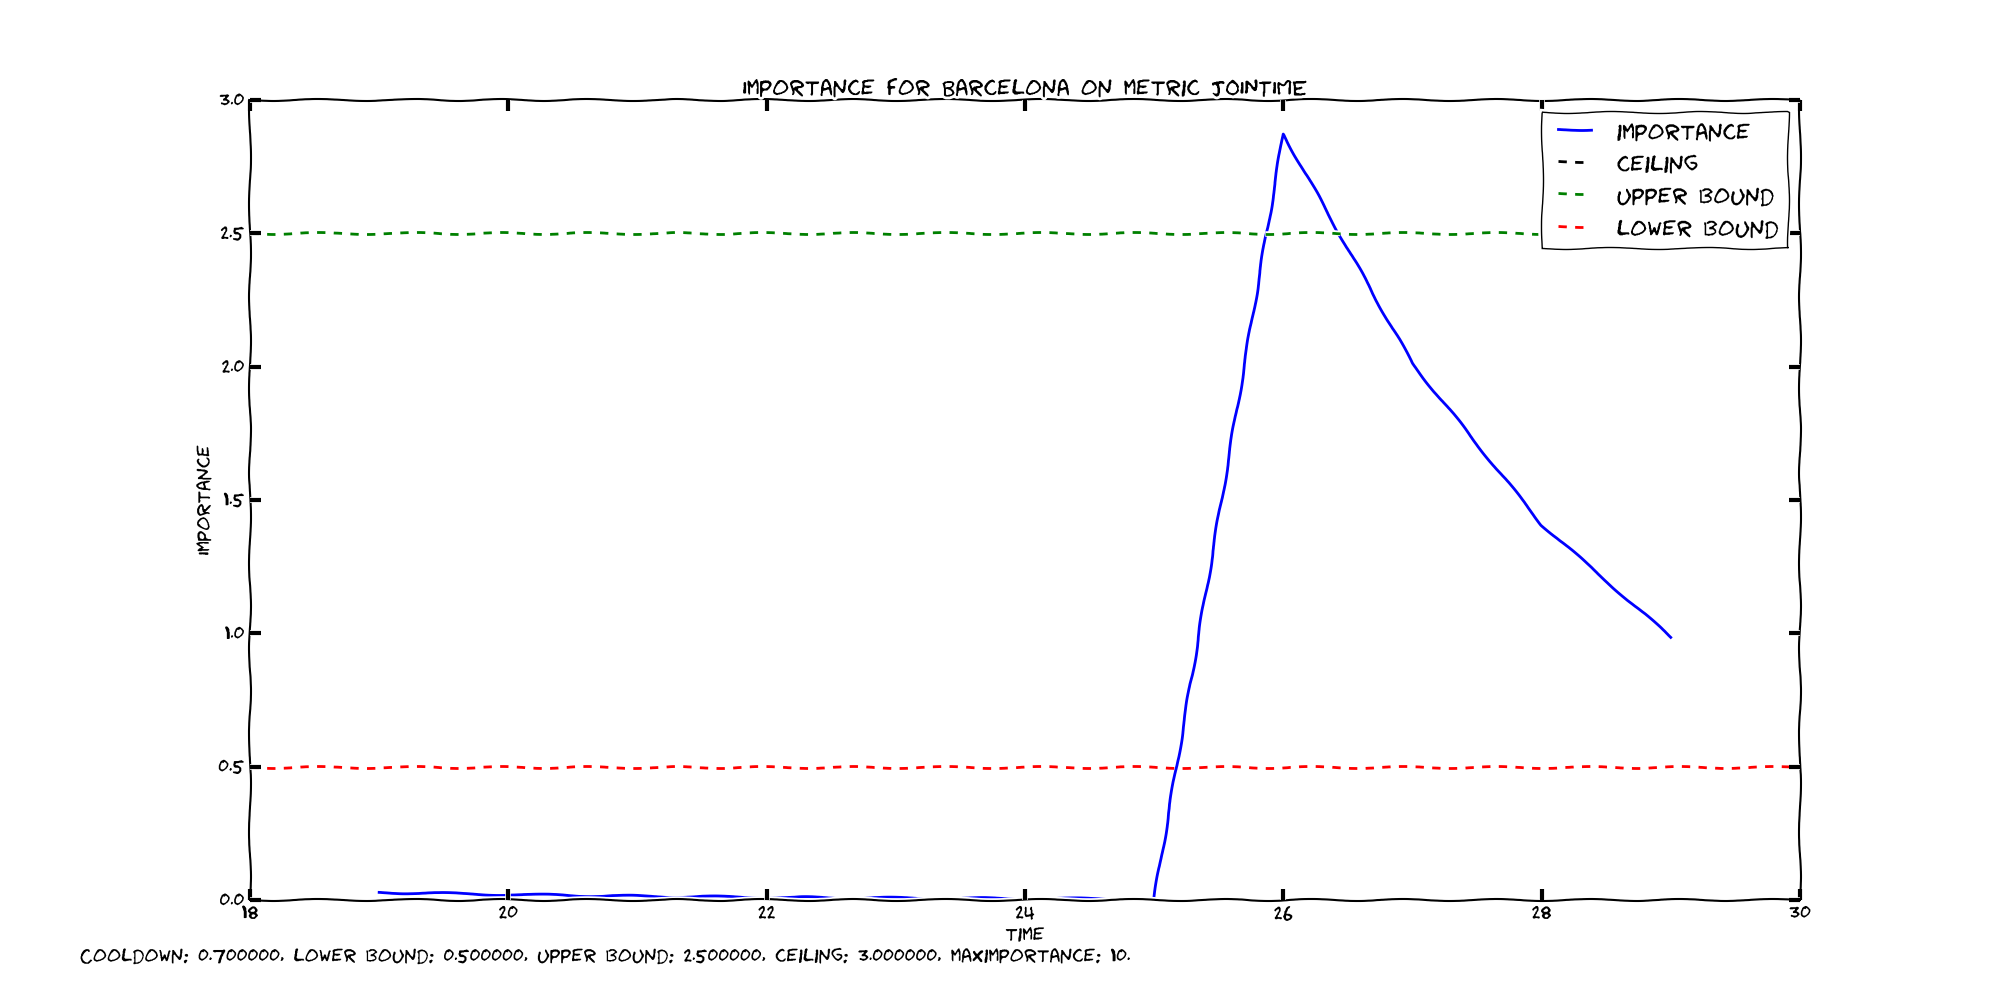 IMPORTANCE FOR BARCELONA ON METRIC JOINTIME
3.0
2.5
2.0
1.5
1.0
0.5
0.0
IMPORTANCE
IMPORTANCE
CEILING
UPPER BOUND
LOWER BOUND
18 20 22 24 26 28 30
TIME
COOLDOWN: 0.700000, LOWER BOUND: 0.500000, UPPER BOUND: 2.500000, CEILING: 3.000000, MAXIMPORTANCE: 10.